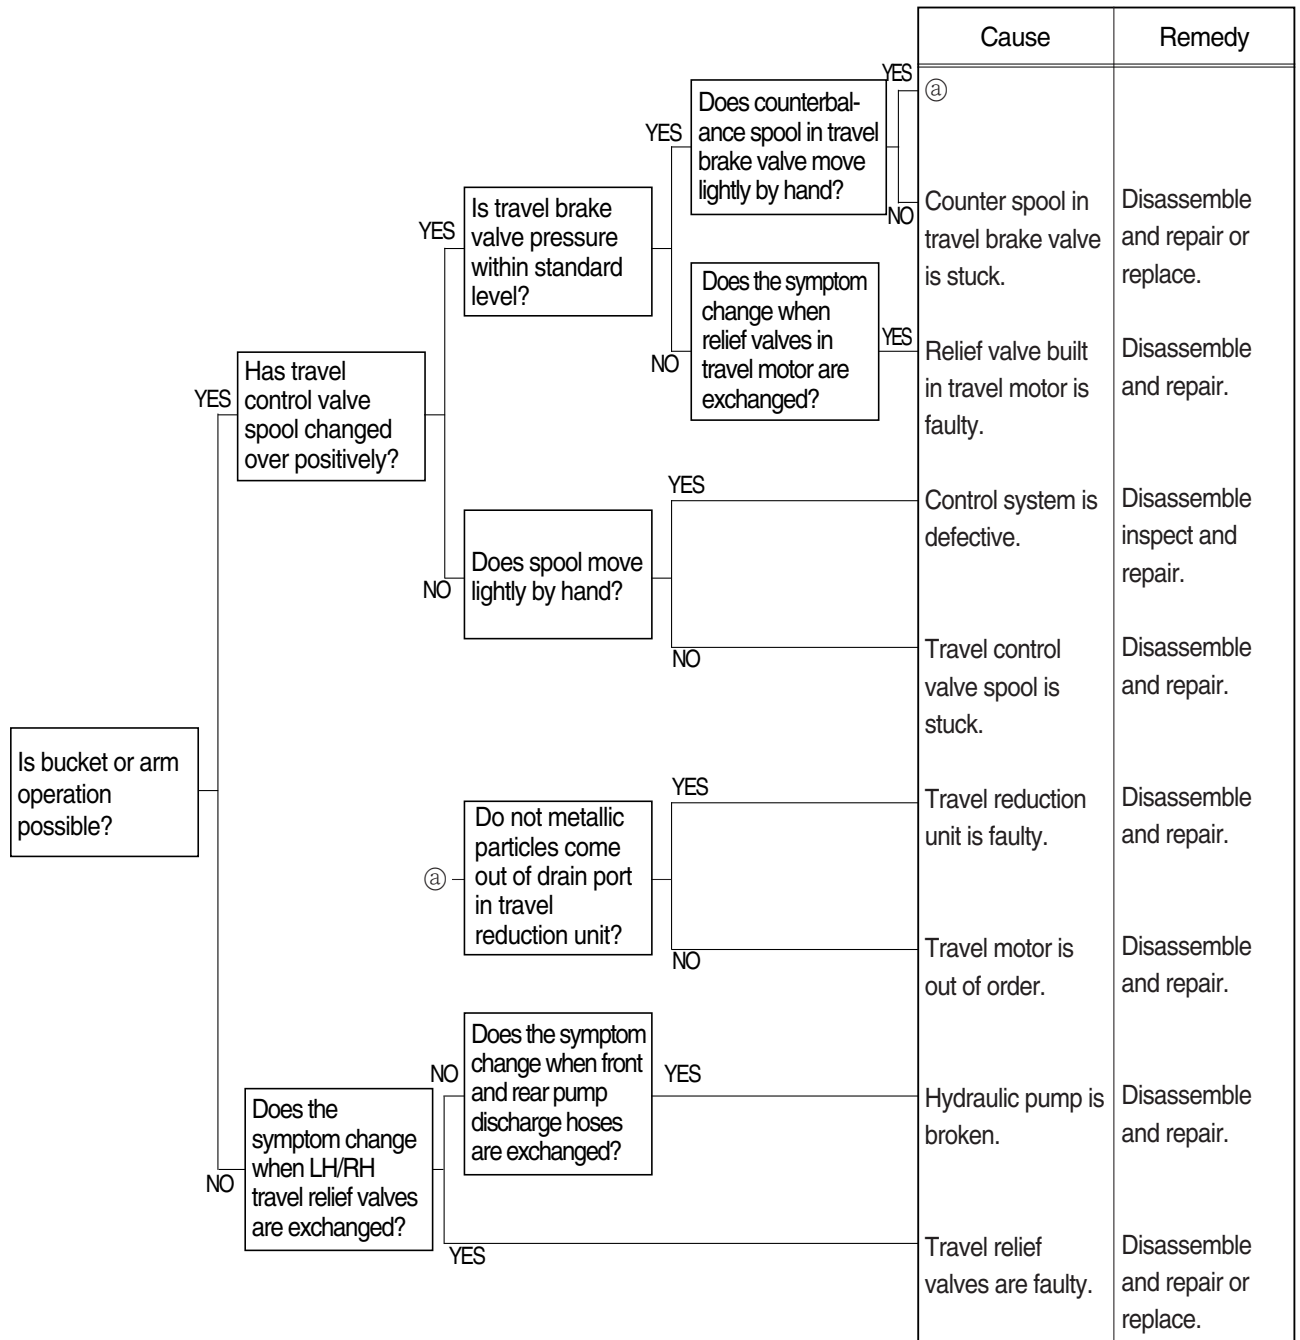 Cause
Remedy
YES
ⓐ
Does counterbal-
ance spool in travel
brake valve move
lightly by hand?
YES
NO
Counter spool in
travel brake valve
is stuck.
Disassemble
and repair or
replace.
Is travel brake
valve pressure
within standard
level?
YES
Does the symptom
change when
relief valves in
travel motor are
exchanged?
NO
YES
Relief valve built
in travel motor is
faulty.
Disassemble
and repair.
Has travel
control valve
spool changed
over positively?
YES
YES
Control system is
defective.
Disassemble
inspect and
repair.
Does spool move
lightly by hand?
NO
NO
Travel control
valve spool is
stuck.
Disassemble
and repair.
Is bucket or arm
operation
possible?
YES
Travel reduction
unit is faulty.
Disassemble
and repair.
ⓐ
Do not metallic
particles come
out of drain port
in travel
reduction unit?
NO
Travel motor is
out of order.
Disassemble
and repair.
NO
Does the symptom
change when front
and rear pump
discharge hoses
are exchanged?
YES
Hydraulic pump is
broken.
Disassemble
and repair.
NO
Does the
symptom change
when LH/RH
travel relief valves
are exchanged?
YES
Travel relief
valves are faulty.
Disassemble
and repair or
replace.